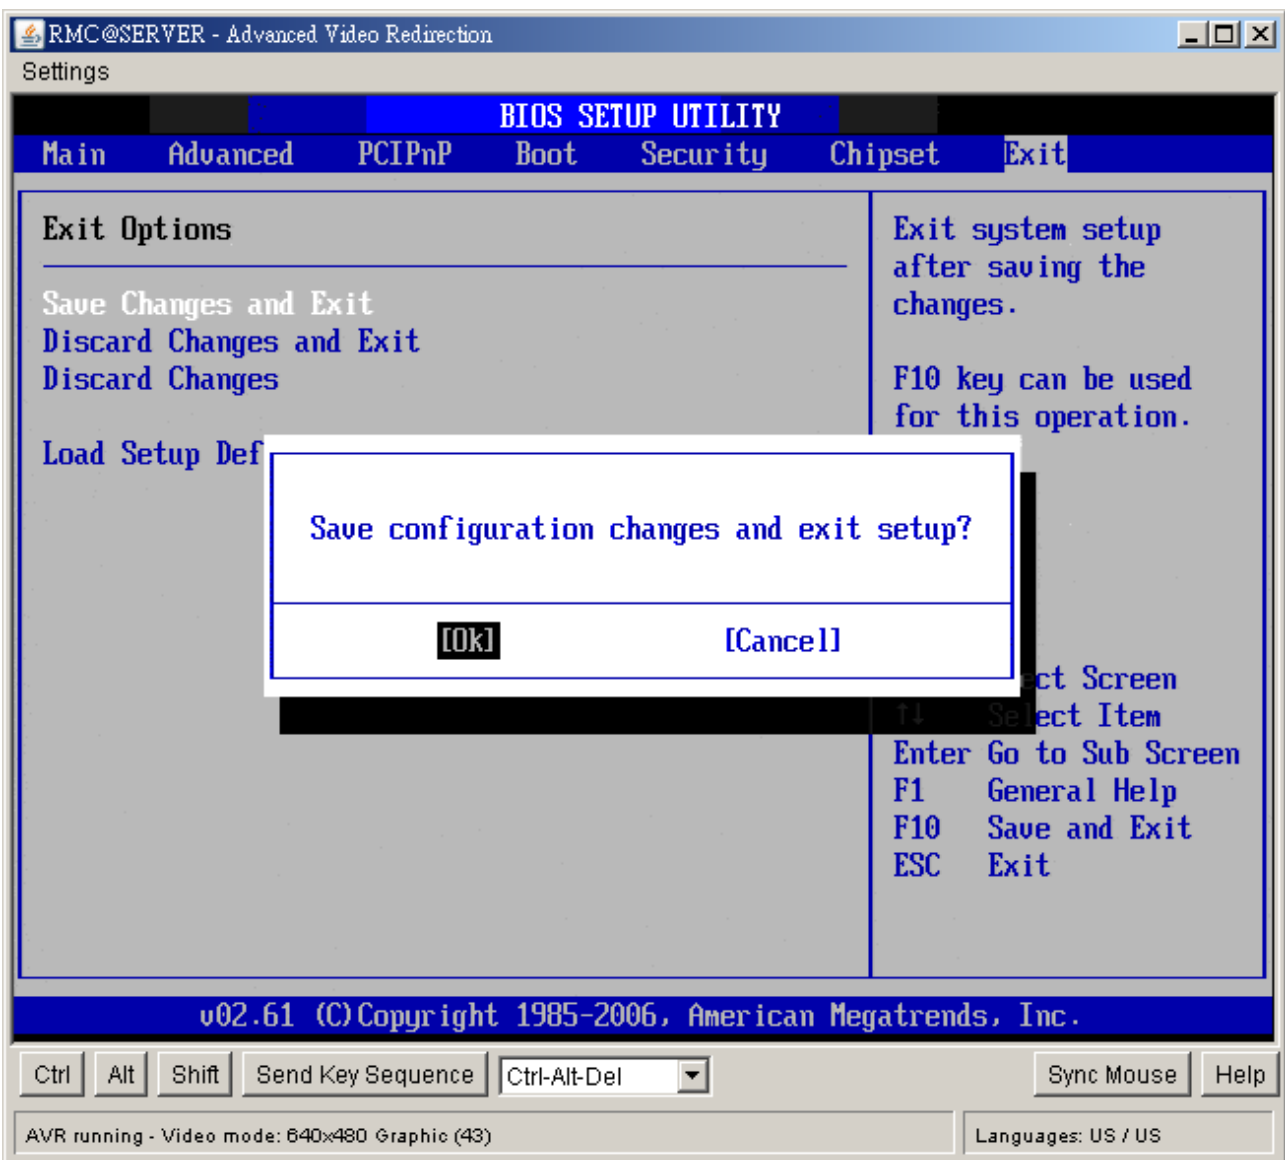 RMC@SERVER - Advanced Video Redirection
Settings
BIOS SETUP UTILITY
Main Advanced PCIPnP Boot Security Chipset Exit
Exit Options
Save Changes and Exit
Discard Changes and Exit
Discard Changes
Load Setup Def
Exit system setup
after saving the
changes.
F10 key can be used
for this operation.
Save configuration changes and exit setup?
[Ok] [Cancel]
ect Screen
↑↓ Select Item
Enter Go to Sub Screen
F1 General Help
F10 Save and Exit
ESC Exit
v02.61 (C)Copyright 1985-2006, American Megatrends, Inc.
Ctrl Alt Shift Send Key Sequence Ctrl-Alt-Del Sync Mouse Help
AVR running - Video mode: 640x480 Graphic (43) Languages: US / US